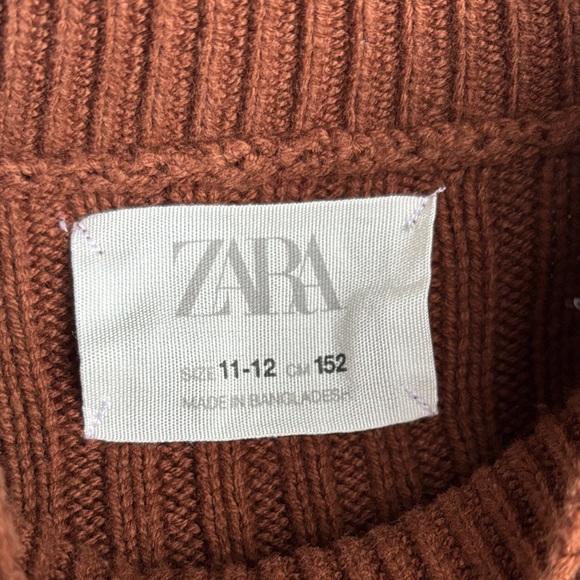 ZARA
SIZE 11-12 CM 152
MADE IN BANGLADESH